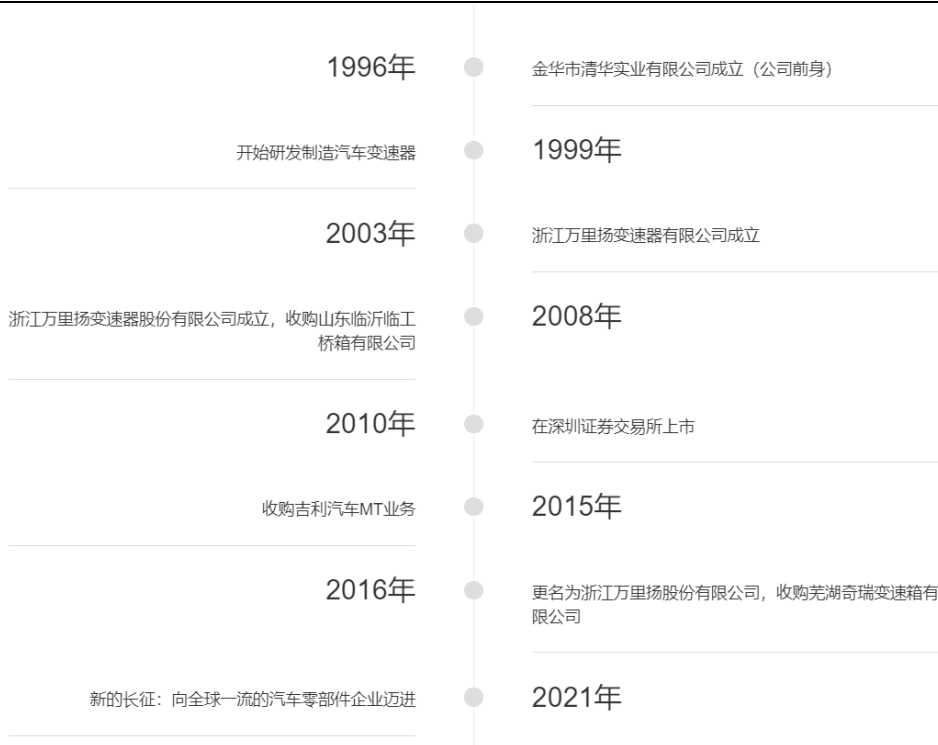 1996年
金华市清华实业有限公司成立（公司前身）
开始研发制造汽车变速器
1999年
2003年
浙江万里扬变速器有限公司成立
浙江万里扬变速器股份有限公司成立，收购山东临沂临工
桥箱有限公司
2008年
2010年
在深圳证券交易所上市
收购吉利汽车MT业务
2015年
2016年
更名为浙江万里扬股份有限公司，收购芜湖奇瑞变速箱有
限公司
新的长征：向全球一流的汽车零部件企业迈进
2021年